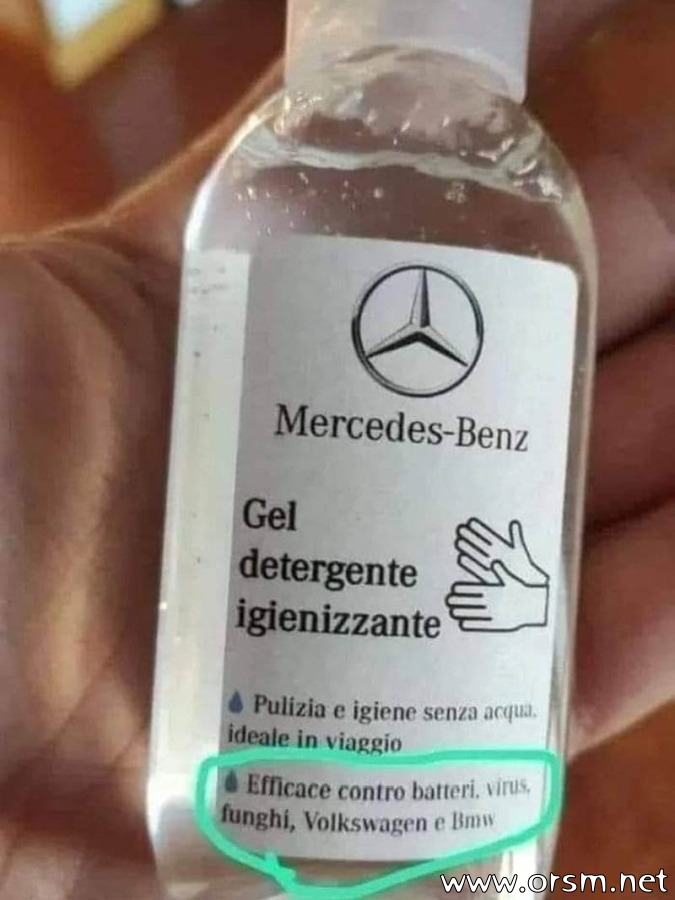 Mercedes-Benz
Gel
detergente
igienizzante
Pulizia e igiene senza acqua,
ideale in viaggio
Efficace contro batteri, virus,
funghi, Volkswagen e Bmw
www.orsm.net